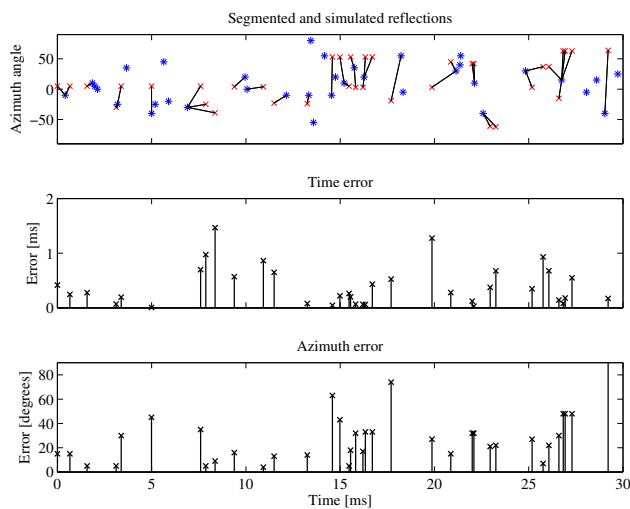 Segmented and simulated reflections
Azimuth angle
50
0
−50
Time error
Error [ms]
2
1
0
Azimuth error
Error [degrees]
80
60
40
20
0
0 5 10 15 20 25 30
Time [ms]